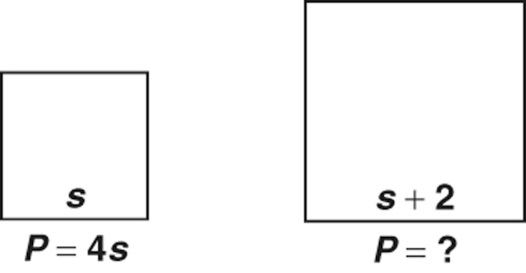 s
P = 4s
s + 2
P = ?